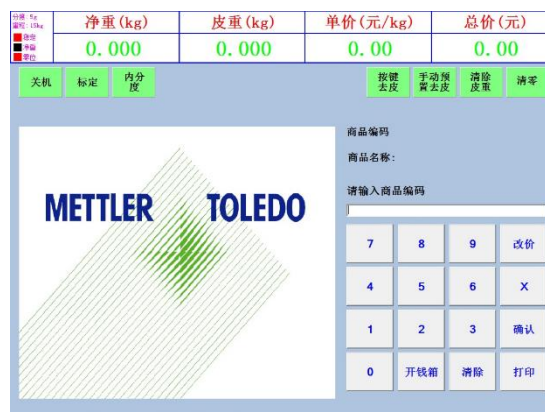 分度: 5g
量程: 15kg
稳定
净重
零位
净重(kg)
皮重(kg)
单价(元/kg)
总价(元)
0.000
0.000
0.00
0.00
关机
标定
内分
度
按键
去皮
手动预
置去皮
清除
皮重
清零
METTLER TOLEDO
商品编码
商品名称:
请输入商品编码
7 8 9 改价
4 5 6 X
1 2 3 确认
0 开钱箱 清除 打印